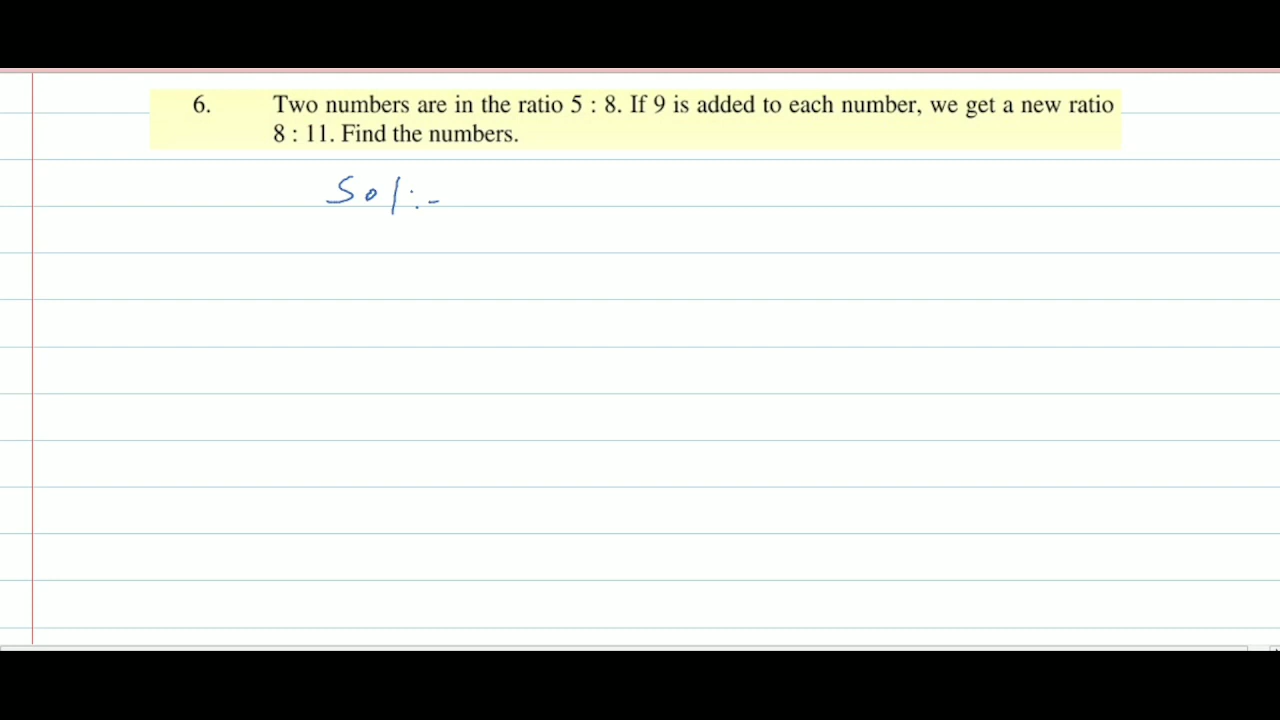 6. Two numbers are in the ratio 5 : 8. If 9 is added to each number, we get a new ratio
8 : 11. Find the numbers.
Sol:-